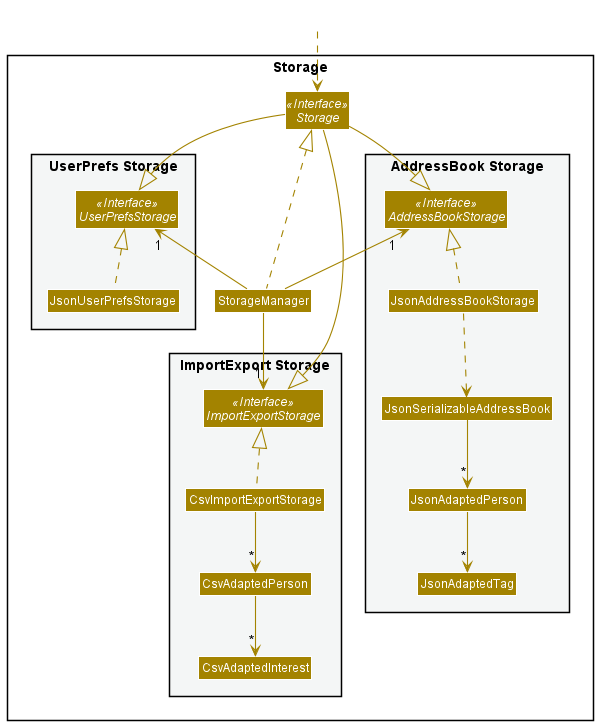 Storage
«Interface»
Storage
UserPrefs Storage
«Interface»
UserPrefsStorage
1
JsonUserPrefsStorage
StorageManager
AddressBook Storage
«Interface»
AddressBookStorage
1
JsonAddressBookStorage
JsonSerializableAddressBook
*
JsonAdaptedPerson
*
JsonAdaptedTag
ImportExport Storage
1
«Interface»
ImportExportStorage
CsvImportExportStorage
*
CsvAdaptedPerson
*
CsvAdaptedInterest